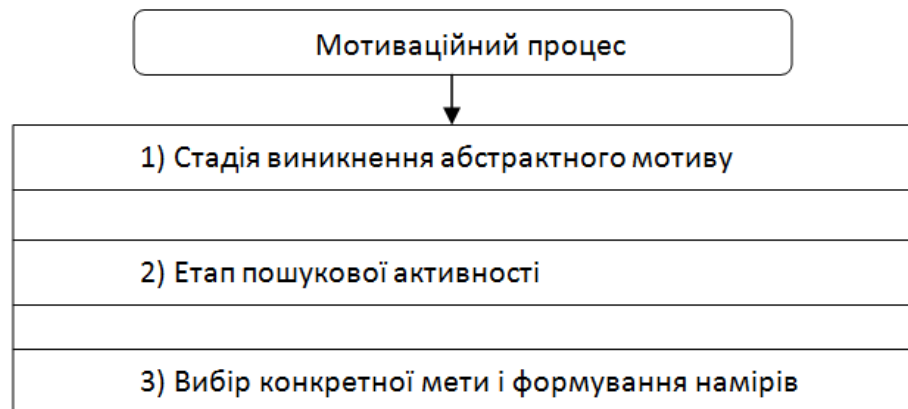 Мотиваційний процес
1) Стадія виникнення абстрактного мотиву
2) Етап пошукової активності
3) Вибір конкретної мети і формування намірів